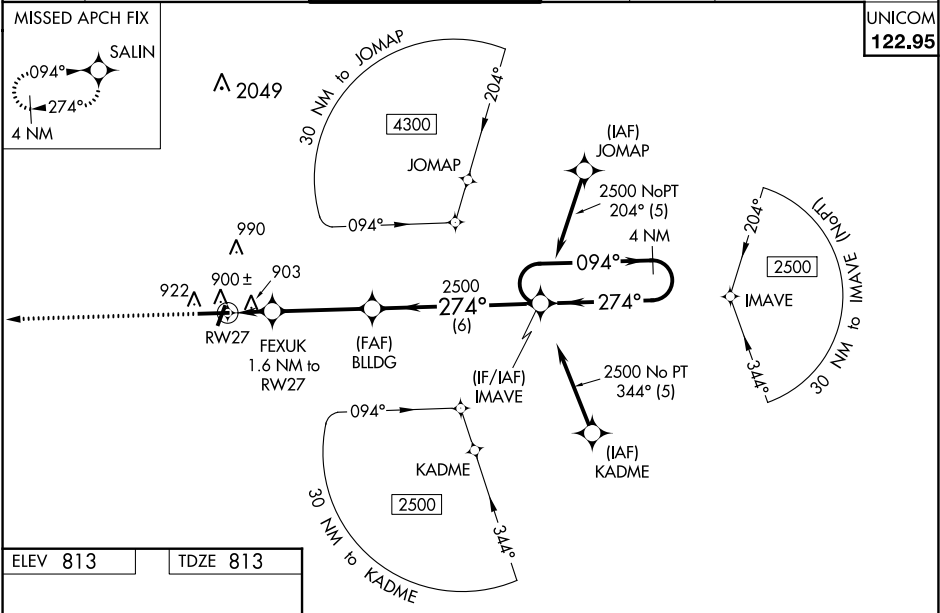 MISSED APCH FIX
SALIN
094°
274°
4 NM
2049
UNICOM
122.95
30 NM to JOMAP
4300
204°
JOMAP
094°
(IAF)
JOMAP
2500 NoPT
204° (5)
4 NM
094°
274°
204°
30 NM to IMAVE (NoPT)
2500
IMAVE
344°
990
900 ±
903
922
RW27
FEXUK
1.6 NM to
RW27
(FAF)
BLLDG
2500
274°
(6)
(IF/IAF)
IMAVE
2500 No PT
344° (5)
(IAF)
KADME
094°
KADME
2500
344°
30 NM to KADME
ELEV 813
TDZE 813